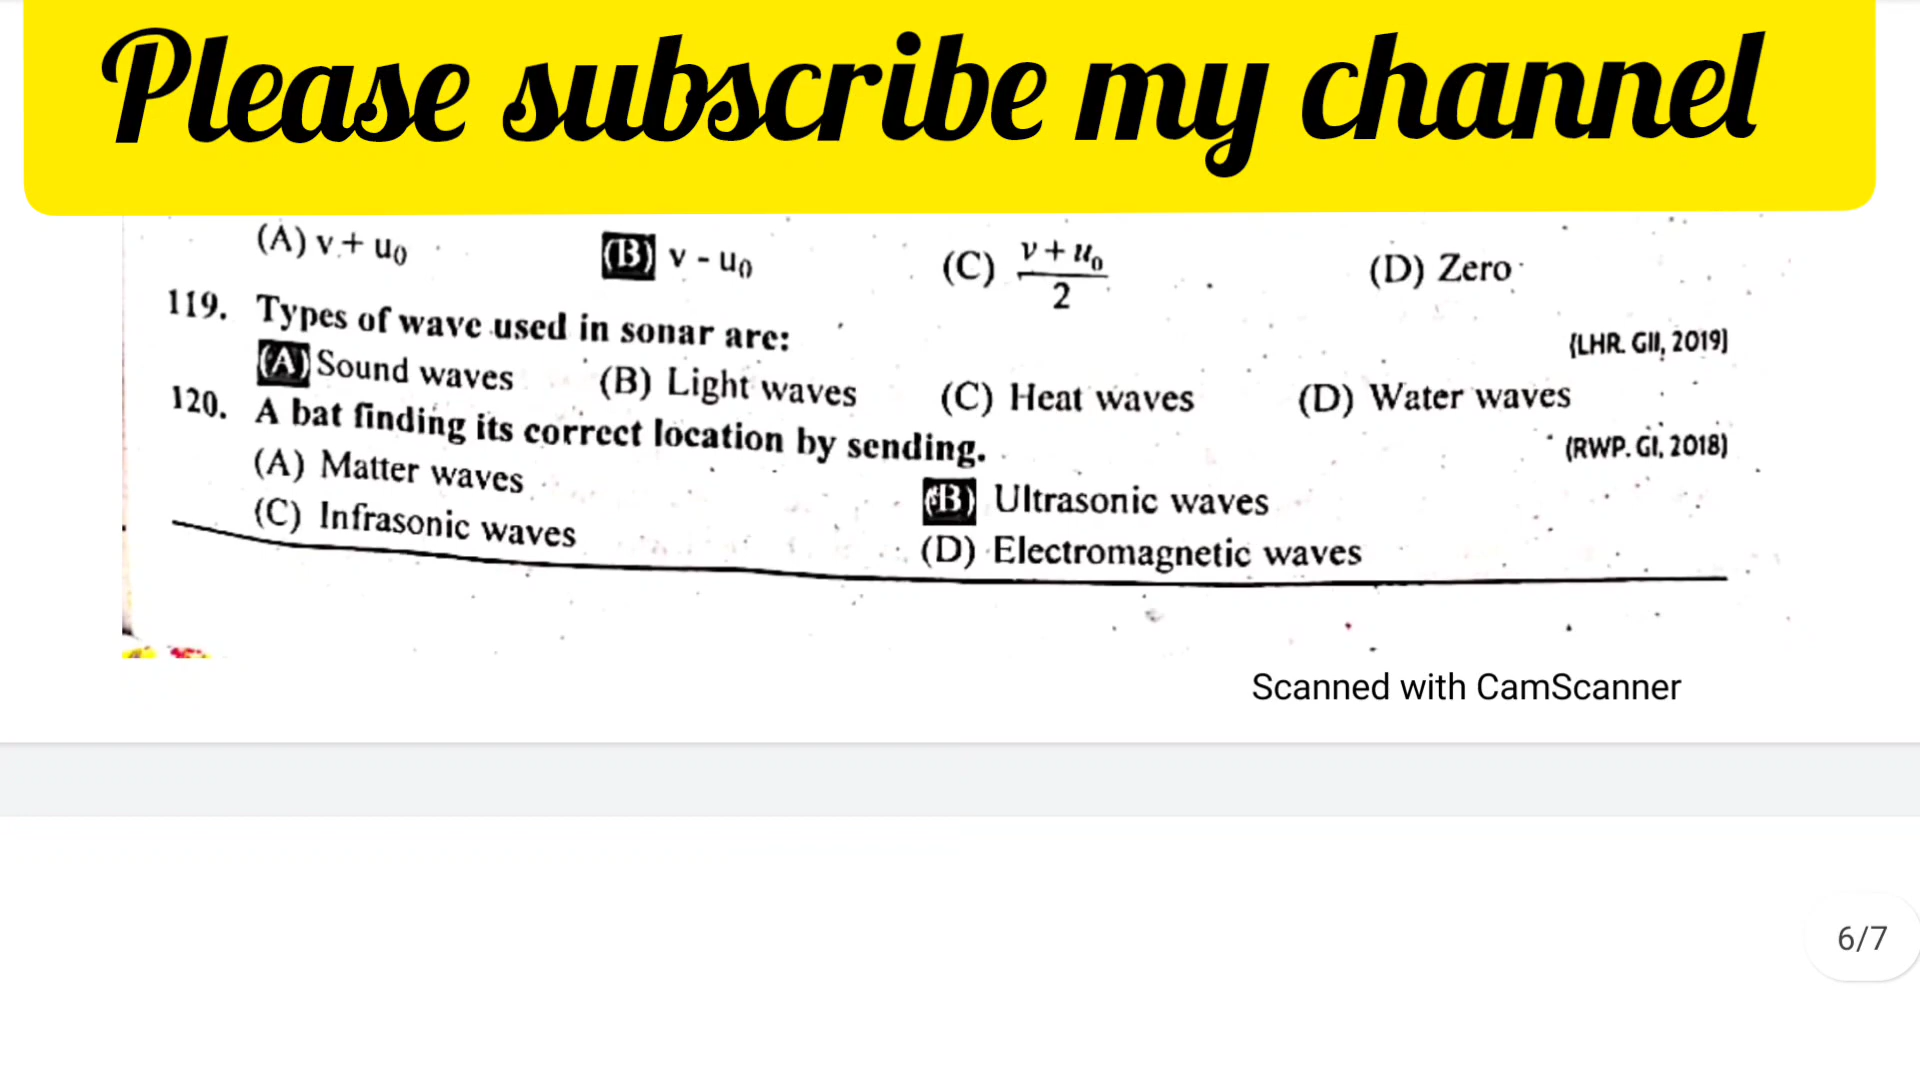 Please subscribe my channel
(A) v + u₀ (B) v - u₀ (C) v + u₀ / 2 (D) Zero
119. Types of wave used in sonar are: (LHR. GII, 2019)
(A) Sound waves (B) Light waves (C) Heat waves (D) Water waves
120. A bat finding its correct location by sending. (RWP. GI, 2018)
(A) Matter waves (B) Ultrasonic waves
(C) Infrasonic waves (D) Electromagnetic waves
Scanned with CamScanner
6/7